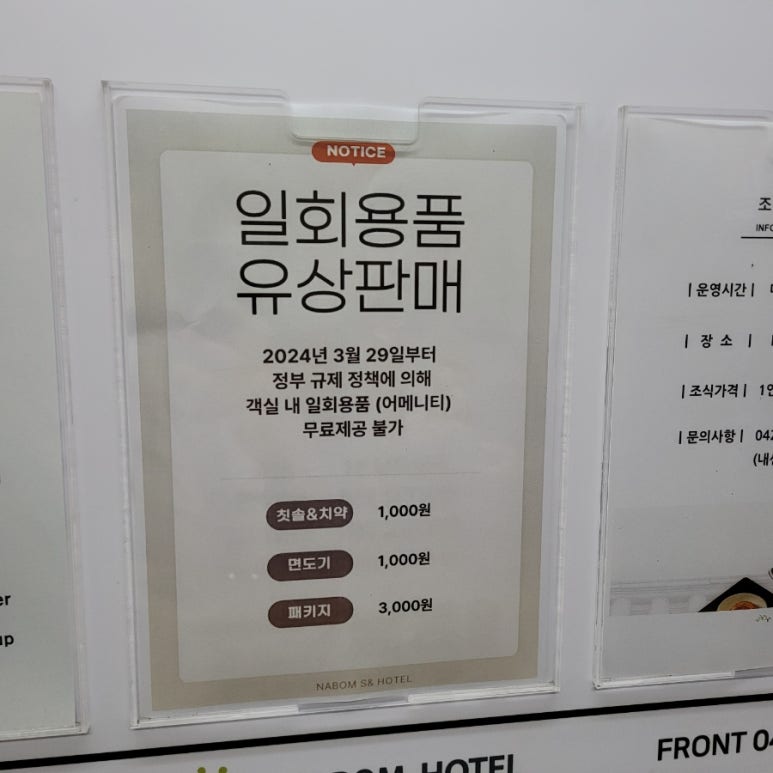 NOTICE
일회용품
유상판매
2024년 3월 29일부터
정부 규제 정책에 의해
객실 내 일회용품 (어메니티)
무료제공 불가
칫솔&치약 1,000원
면도기 1,000원
패키지 3,000원
NABOM S& HOTEL
| 운영시간 |
| 장 소 |
| 조식가격 |
| 문의사항 |
HOTEL
FRONT